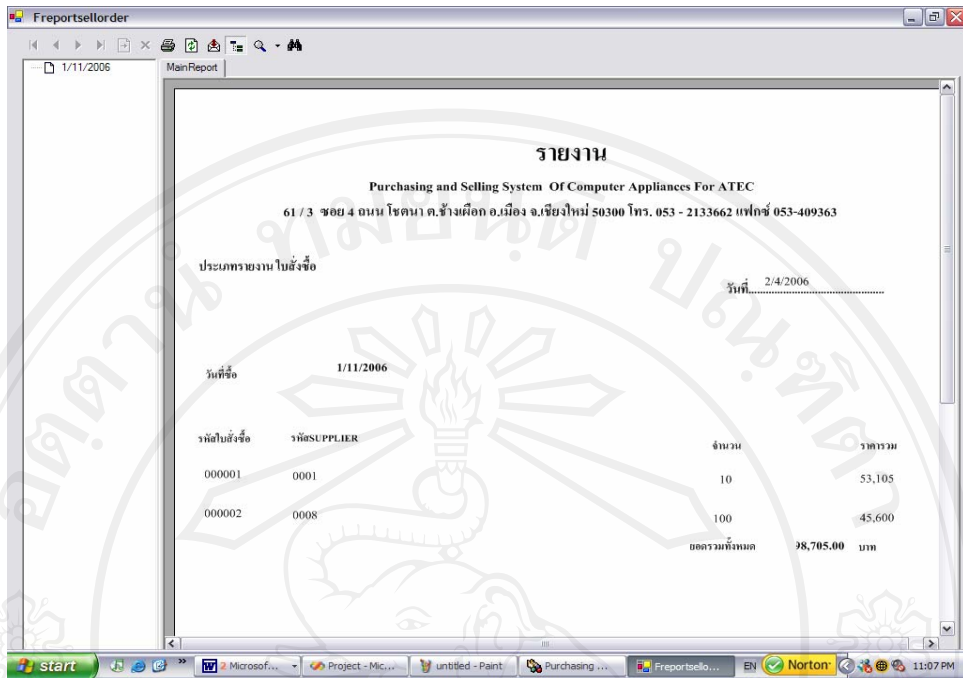 Freportsellorder
1/11/2006
MainReport
รายงาน
Purchasing and Selling System Of Computer Appliances For ATEC
61 / 3 ซอย 4 ถนน โชตนา ต.ช้างเผือก อ.เมือง จ.เชียงใหม่ 50300 โทร. 053 - 2133662 แฟกซ์ 053-409363
ประเภทรายงาน ใบสั่งซื้อ
วันที่ 2/4/2006
วันที่ซื้อ 1/11/2006
รหัสใบสั่งซื้อ รหัสSUPPLIER จำนวน ราคารวม
000001 0001 10 53,105
000002 0008 100 45,600
ยอดรวมทั้งหมด 98,705.00 บาท
start 2 Microsof... Project - Mic... untitled - Paint Purchasing ... Freportsello... EN Norton 11:07 PM